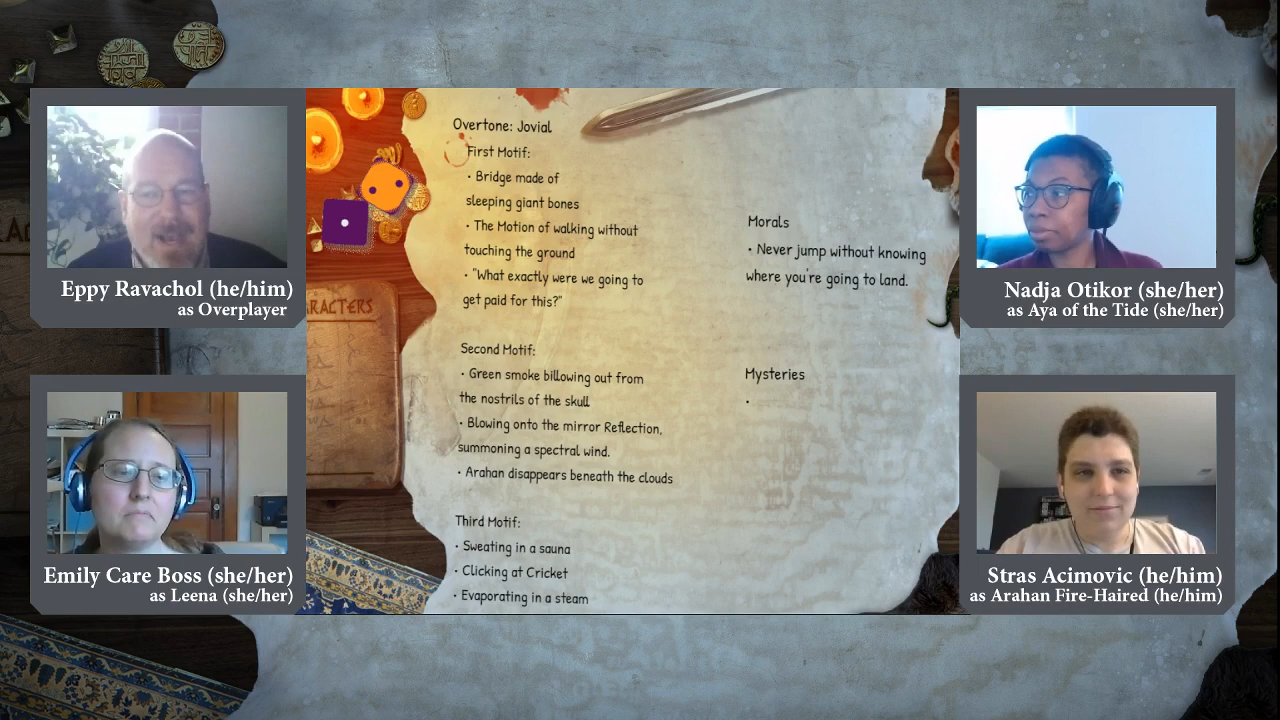 Eppy Ravachol (he/him)
as Overplayer
Emily Care Boss (she/her)
as Leena (she/her)
Overtone: Jovial
First Motif:
• Bridge made of
sleeping giant bones
• The Motion of walking without
touching the ground
• "What exactly were we going to
get paid for this?"
Second Motif:
• Green smoke billowing out from
the nostrils of the skull
• Blowing onto the mirror Reflection,
summoning a spectral wind.
• Arahan disappears beneath the clouds
Third Motif:
• Sweating in a sauna
• Clicking at Cricket
• Evaporating in a steam
Morals
• Never jump without knowing
where you're going to land.
Mysteries
•
Nadja Otikor (she/her)
as Aya of the Tide (she/her)
Stras Acimovic (he/him)
as Arahan Fire-Haired (he/him)